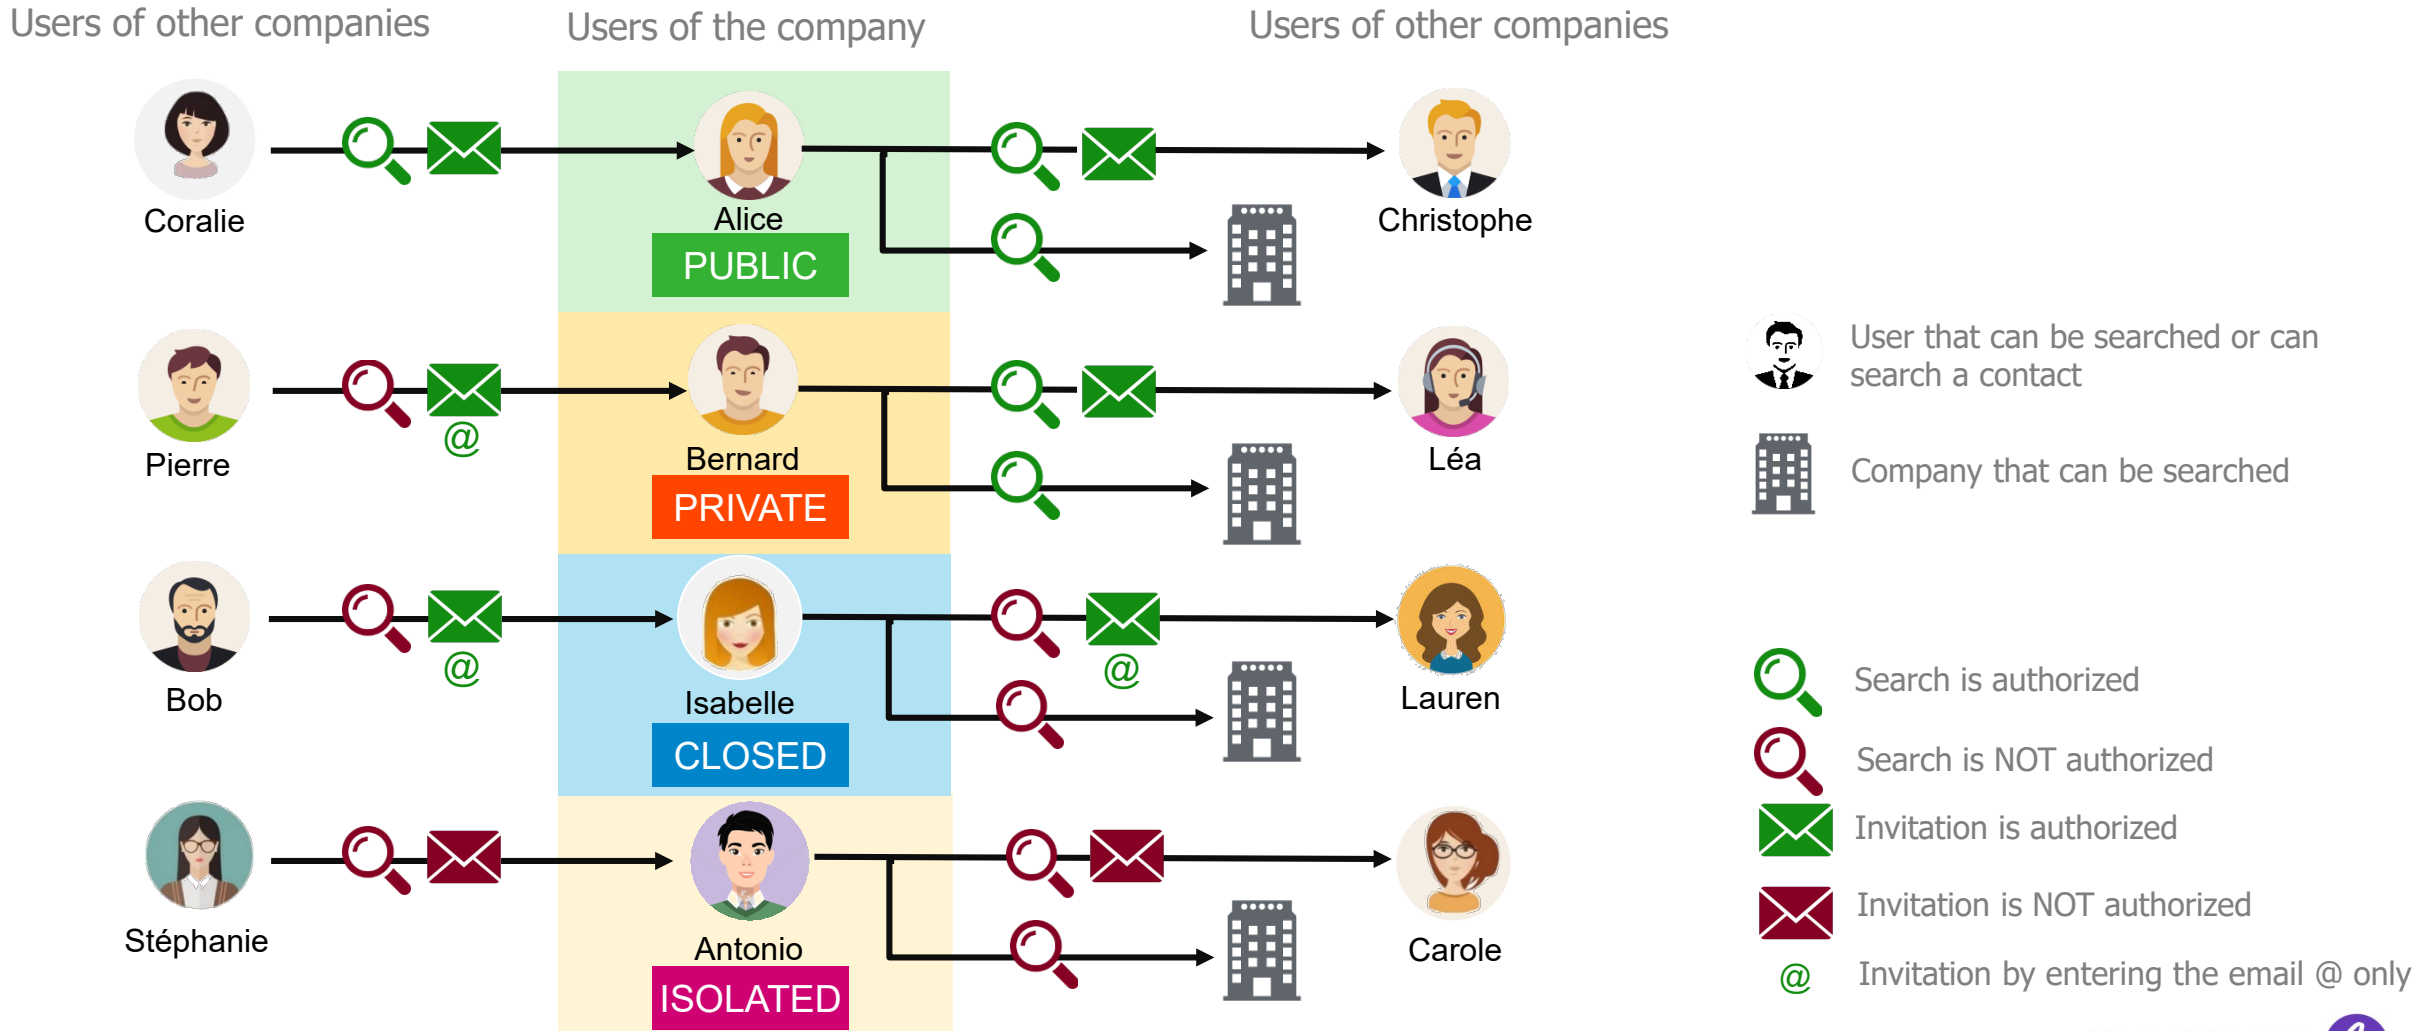 Users of other companies
Users of the company
Users of other companies
Coralie
Alice
PUBLIC
Christophe
Pierre
@
Bernard
PRIVATE
Léa
Bob
@
Isabelle
CLOSED
@
Lauren
Stéphanie
Antonio
ISOLATED
Carole
User that can be searched or can
search a contact
Company that can be searched
Search is authorized
Search is NOT authorized
Invitation is authorized
Invitation is NOT authorized
@ Invitation by entering the email @ only